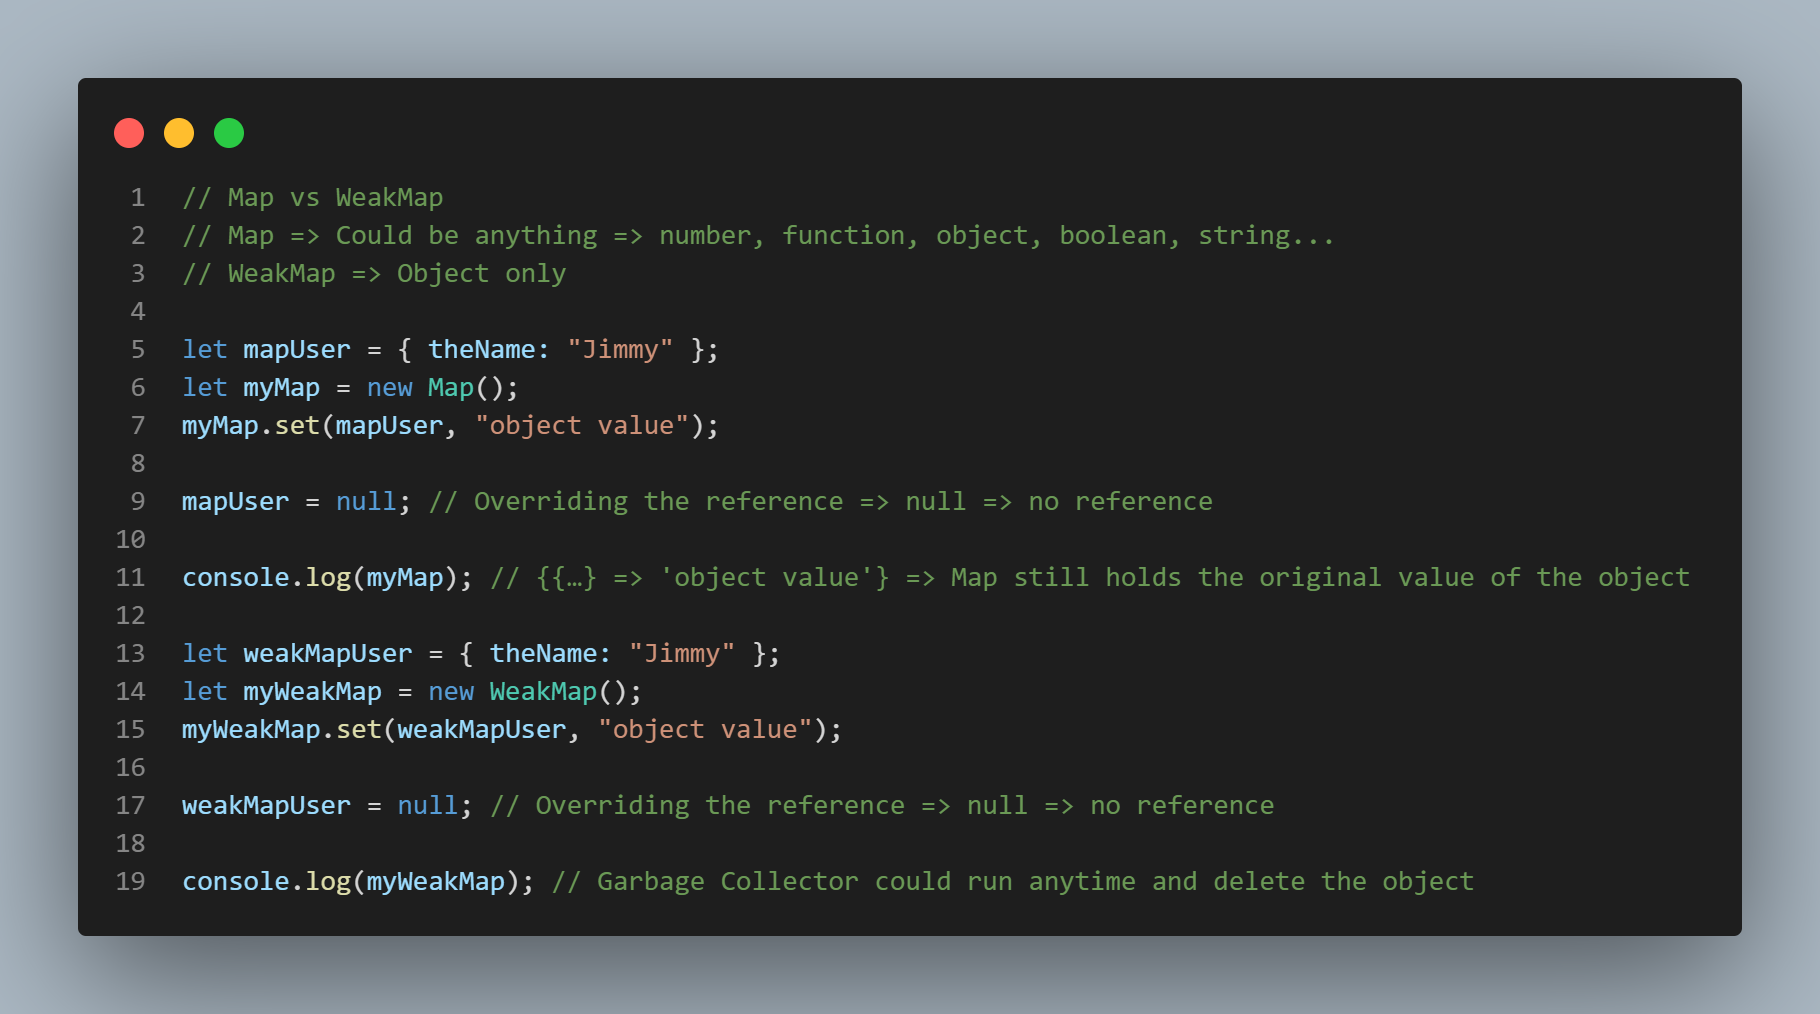 1 // Map vs WeakMap
2 // Map => Could be anything => number, function, object, boolean, string...
3 // WeakMap => Object only
4
5 let mapUser = { theName: "Jimmy" };
6 let myMap = new Map();
7 myMap.set(mapUser, "object value");
8
9 mapUser = null; // Overriding the reference => null => no reference
10
11 console.log(myMap); // {{…} => 'object value'} => Map still holds the original value of the object
12
13 let weakMapUser = { theName: "Jimmy" };
14 let myWeakMap = new WeakMap();
15 myWeakMap.set(weakMapUser, "object value");
16
17 weakMapUser = null; // Overriding the reference => null => no reference
18
19 console.log(myWeakMap); // Garbage Collector could run anytime and delete the object